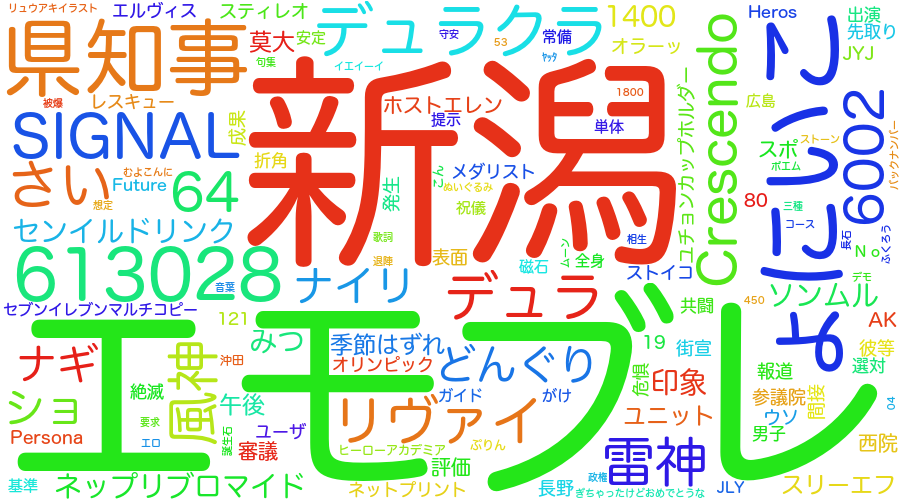 リュウアキイラスト
エルヴィス
スティレオ
デュラクラ
1400
Heros
出演
先取り
県知事
莫大
安定
守安
53
常備
オラーッ
JYJ
句集
イエイーイ
ﾔｯﾀ
被爆
レスキュー
新潟
ホストエレン
1800
広島
SIGNAL
成果
提示
単体
ユチョンカップホルダー
Crescendo
6002
バックナンバー
さい
むよこんに
Future
想定
64
折角
発生
メダリスト
ぬいぐるみ
祝儀
80
スポ
ストーン
ポエム
三種
コース
長石
ふくろう
センイルドリンク
歌詞
退陣
表面
磁石
ムーン
全身
相生
ストイコ
Ｎｏ
デモ
613028
音葉
ナイリ
デュラ
共闘
ソンムル
450
セブンイレブンマルチコピー
エモブレ
121
みつ
季節はずれ
オリンピック
どんぐり
19
街宣
AK
彼等
ナギ
風神
沖田
絶滅
ショ
午後
リヴァイ
ガイド
がけ
危惧
印象
報道
選対
参議院
間接
04
Persona
要求
エロ
誕生石
ユーザ
審議
ヒーローアカデミア
ぷりん
ユニット
ウソ
男子
西院
雷神
基準
ネップリブロマイド
ネットプリント
評価
長野
政権
ぎちゃったけどおめでとうな
JLY
スリーエフ